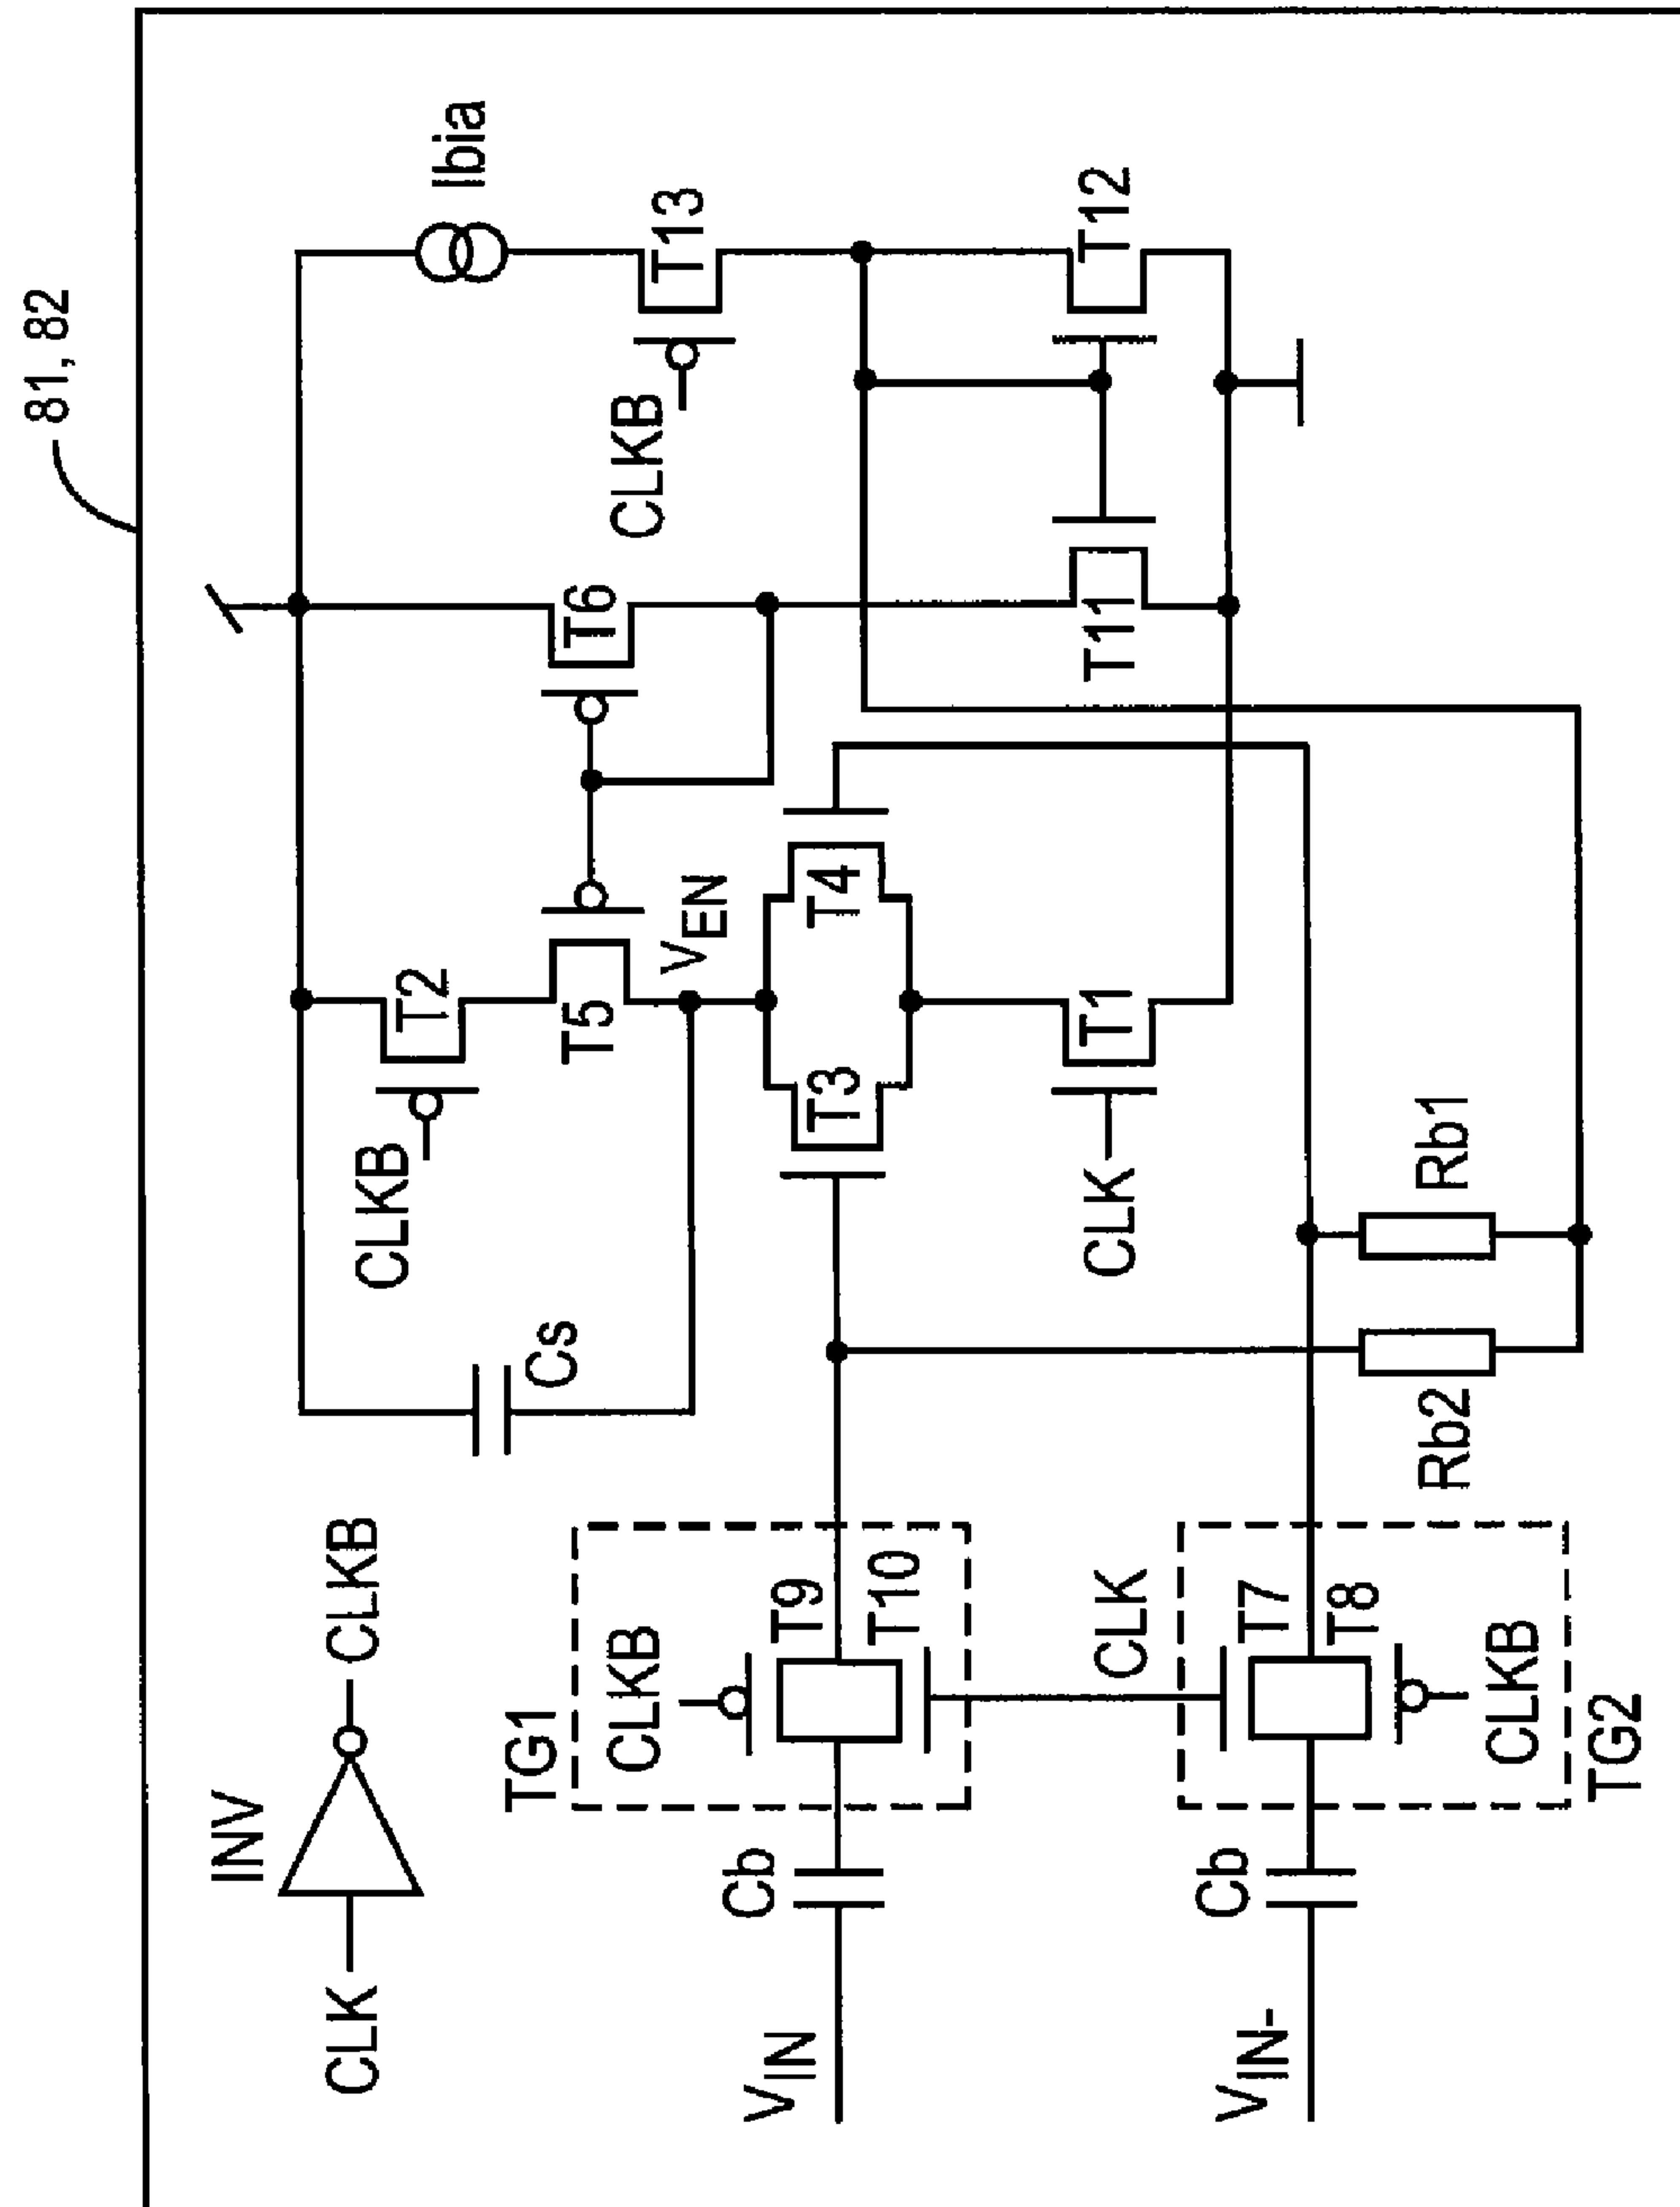 81, 82
INV
CLK
CLKB
Cs
CLKB
T2
T5
T6
Ibia
CLKB
T13
VEN
TG1
CLKB
T9
T10
T3
T4
VIN
Cb
CLK
CLK
T1
T11
T12
VIN-
Cb
T7
T8
CLKB
TG2
Rb2
Rb1